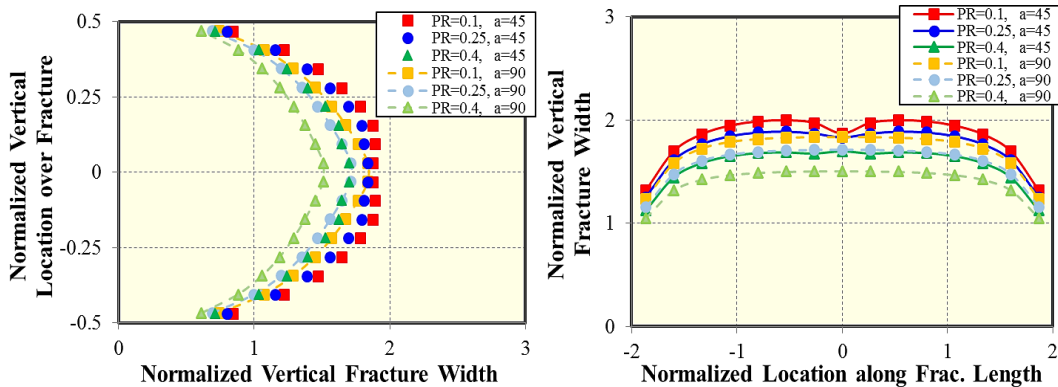 Normalized Vertical
Location over Fracture
0.5
0.25
0
-0.25
-0.5
0
1
2
3
Normalized Vertical Fracture Width
PR=0.1, a=45
PR=0.25, a=45
PR=0.4, a=45
PR=0.1, a=90
PR=0.25, a=90
PR=0.4, a=90
Normalized Vertical
Fracture Width
3
2
1
0
-2
-1
0
1
2
Normalized Location along Frac. Length
PR=0.1, a=45
PR=0.25, a=45
PR=0.4, a=45
PR=0.1, a=90
PR=0.25, a=90
PR=0.4, a=90